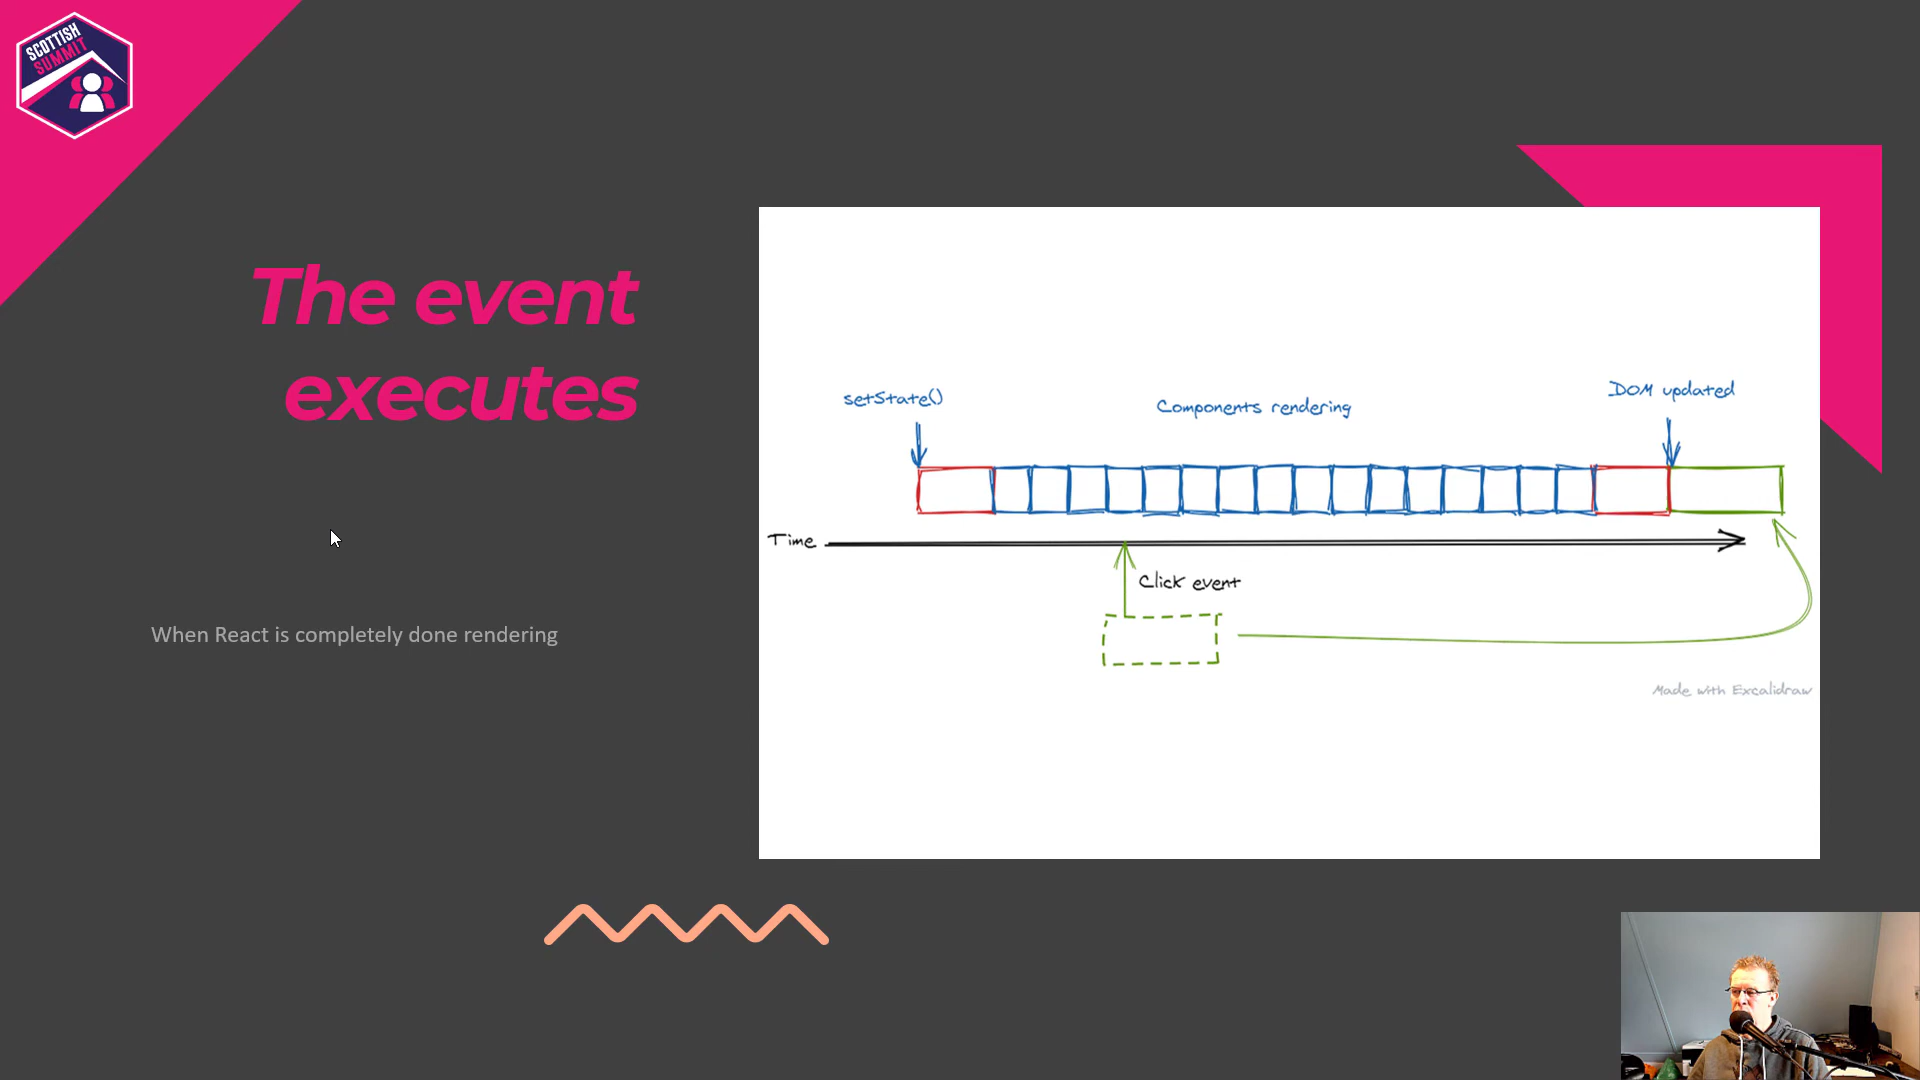 SCOTTISH
SUMMIT
The event
executes
When React is completely done rendering
setState()
Components rendering
DOM updated
Time
Click event
Made with Excalidraw